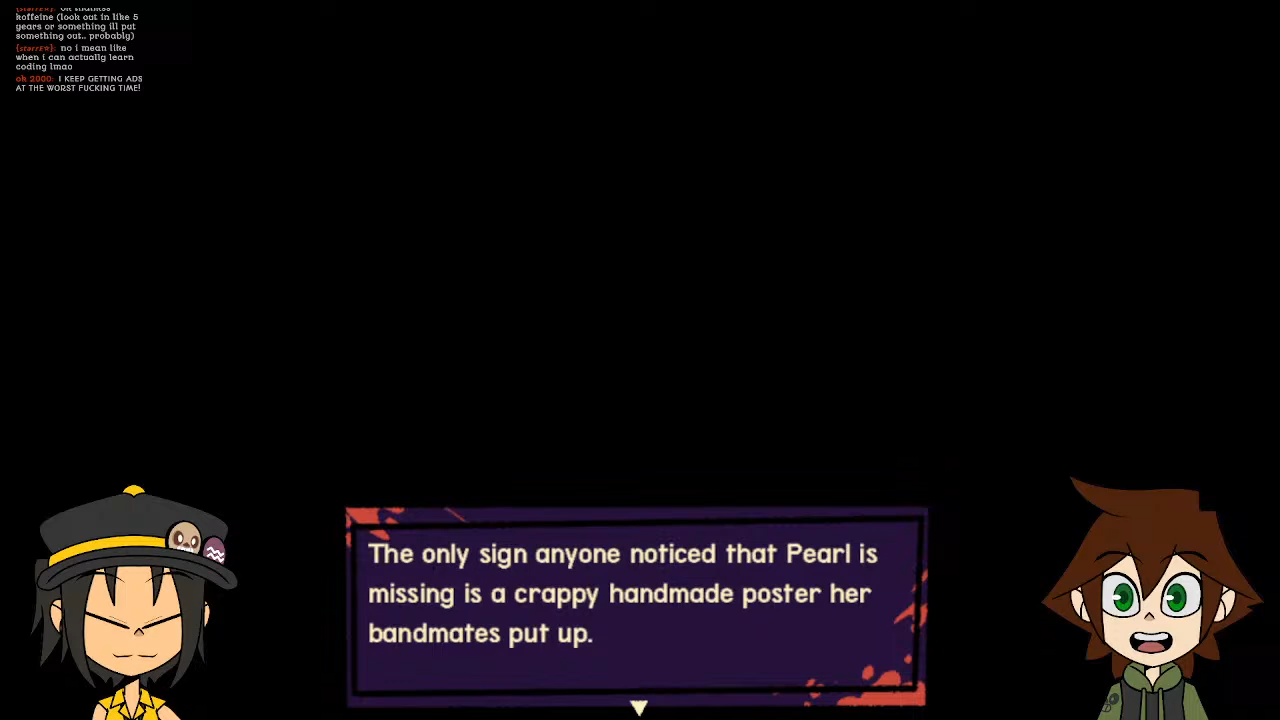 koffeine (look out in like 5
years or something ill put
something out.. probably)
{starrFR}: no i mean like
when i can actually learn
coding lmao
ok 2000: I KEEP GETTING ADS
AT THE WORST FUCKING TIME!
The only sign anyone noticed that Pearl is
missing is a crappy handmade poster her
bandmates put up.